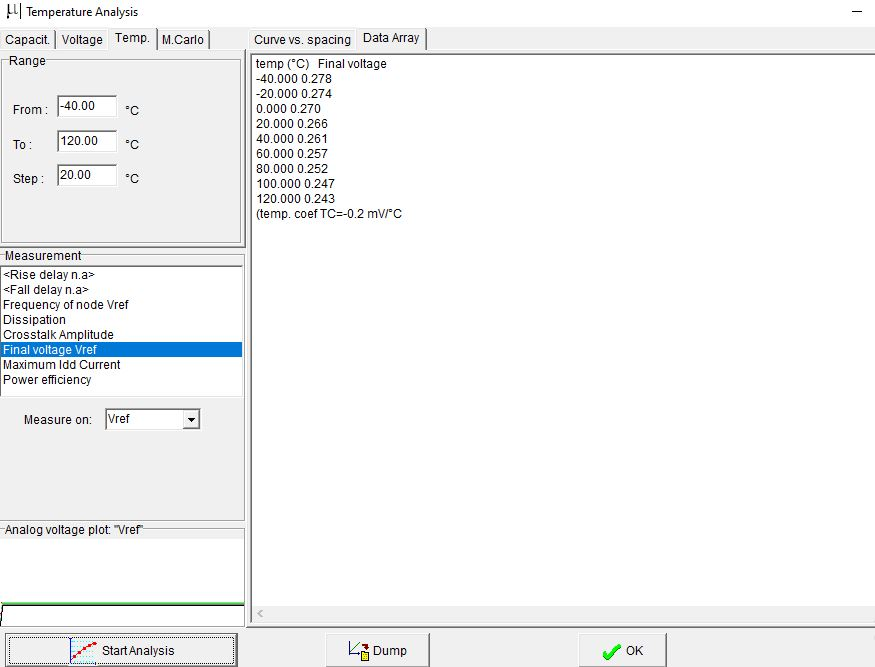 Temperature Analysis
Capacit. Voltage Temp. M.Carlo
Range
From : -40.00 °C
To : 120.00 °C
Step : 20.00 °C
Measurement
<Rise delay n.a>
<Fall delay n.a>
Frequency of node Vref
Dissipation
Crosstalk Amplitude
Final voltage Vref
Maximum Idd Current
Power efficiency
Measure on: Vref
Analog voltage plot: "Vref"
Curve vs. spacing Data Array
temp (°C) Final voltage
-40.000 0.278
-20.000 0.274
0.000 0.270
20.000 0.266
40.000 0.261
60.000 0.257
80.000 0.252
100.000 0.247
120.000 0.243
(temp. coef TC=-0.2 mV/°C
Start Analysis Dump OK